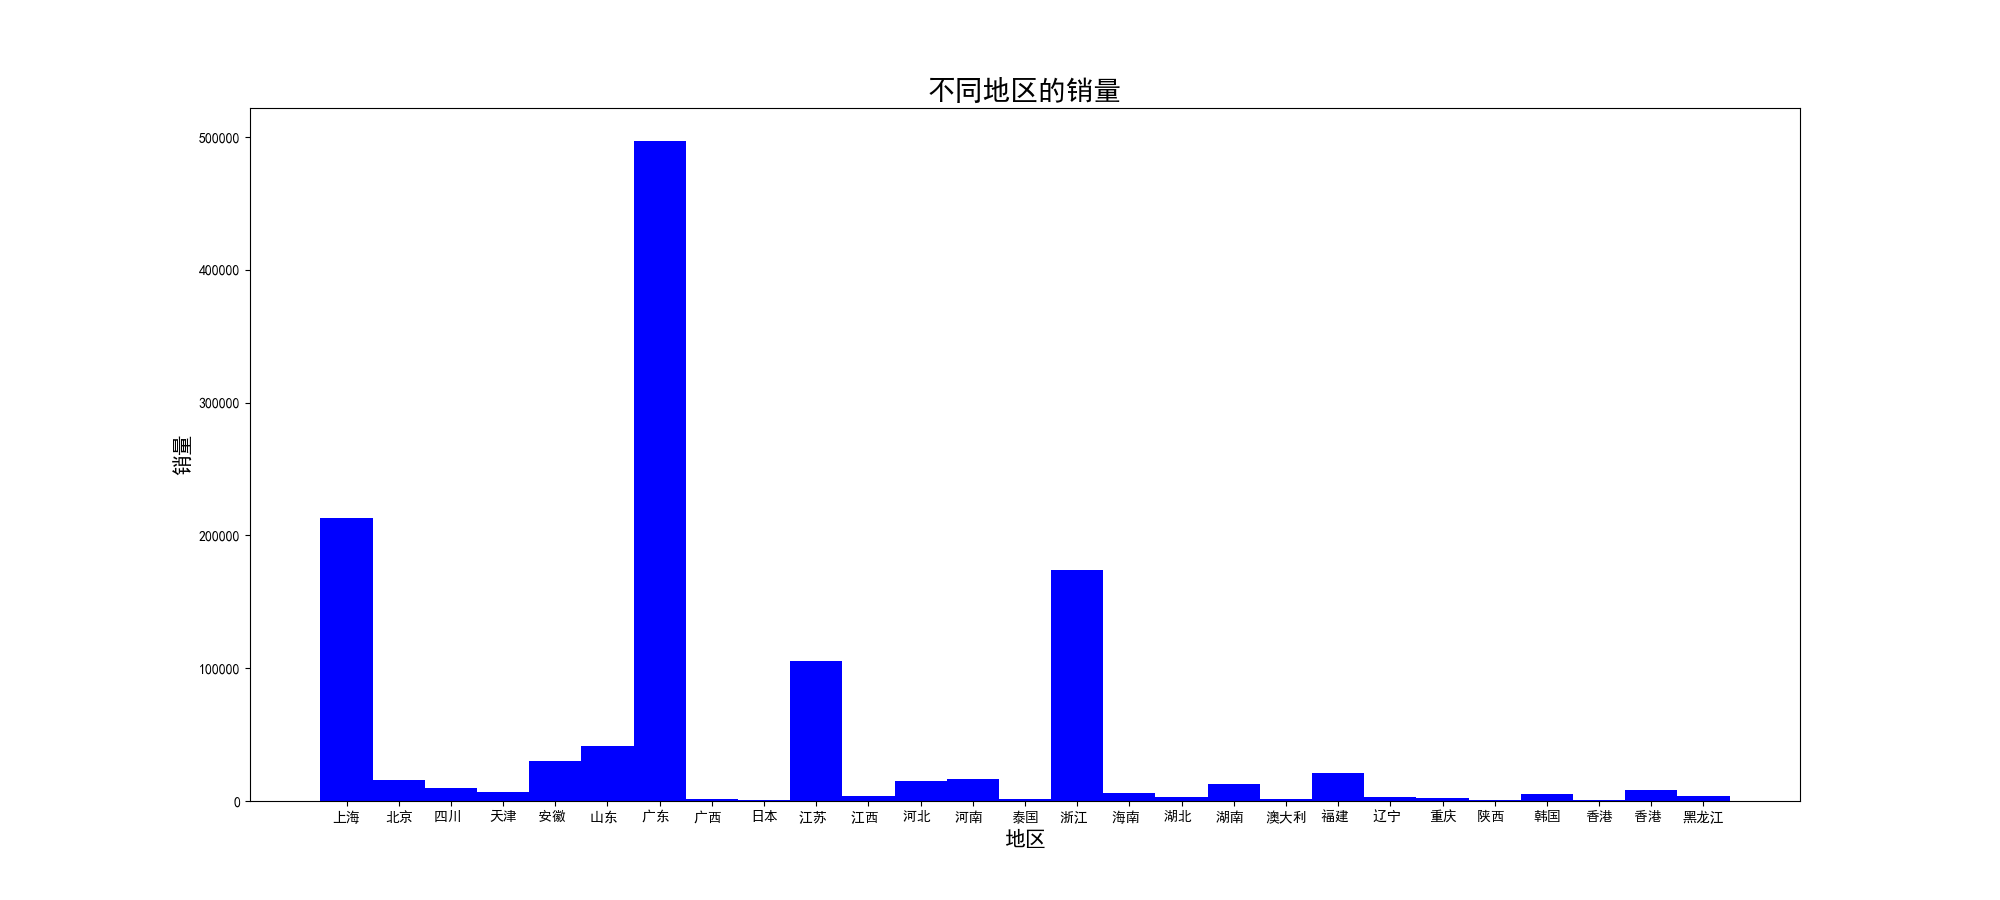 不同地区的销量
500000
400000
300000
200000
100000
0
销量
上海 北京 四川 天津 安徽 山东 广东 广西 日本 江苏 江西 河北 河南 泰国 浙江 海南 湖北 湖南 澳大利 福建 辽宁 重庆 陕西 韩国 香港 香港 黑龙江
地区